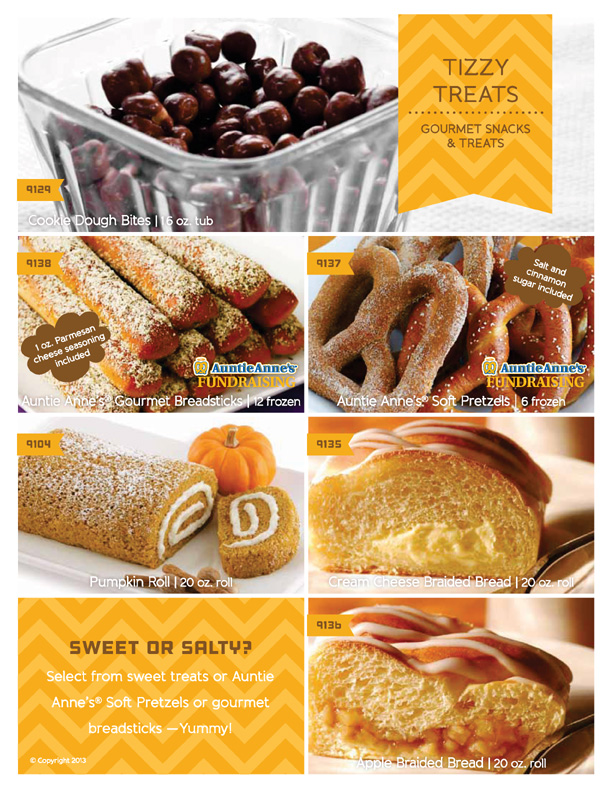 TIZZY
TREATS
GOURMET SNACKS
& TREATS
9129
Cookie Dough Bites | 16 oz. tub
9138
1 oz. Parmesan
cheese seasoning
included
AuntieAnne's
FUNDRAISING
Auntie Anne's® Gourmet Breadsticks | 12 frozen
9137
Salt and
cinnamon
sugar included
AuntieAnne's
FUNDRAISING
Auntie Anne's® Soft Pretzels | 6 frozen
9104
Pumpkin Roll | 20 oz. roll
9135
Cream Cheese Braided Bread | 20 oz. roll
SWEET OR SALTY?
Select from sweet treats or Auntie
Anne's® Soft Pretzels or gourmet
breadsticks —Yummy!
© Copyright 2013
9136
Apple Braided Bread | 20 oz. roll